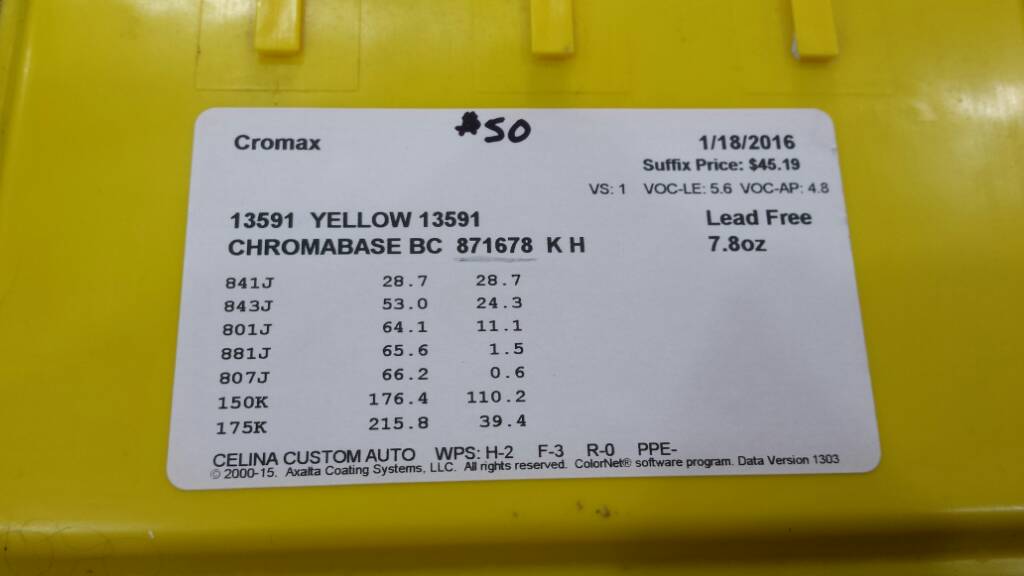 #50
Cromax 1/18/2016
Suffix Price: $45.19
VS: 1 VOC-LE: 5.6 VOC-AP: 4.8
13591 YELLOW 13591 Lead Free
CHROMABASE BC 871678 K H 7.8oz
841J 28.7 28.7
843J 53.0 24.3
801J 64.1 11.1
881J 65.6 1.5
807J 66.2 0.6
150K 176.4 110.2
175K 215.8 39.4
CELINA CUSTOM AUTO WPS: H-2 F-3 R-0 PPE-
© 2000-15. Axalta Coating Systems, LLC. All rights reserved. ColorNet® software program. Data Version 1303